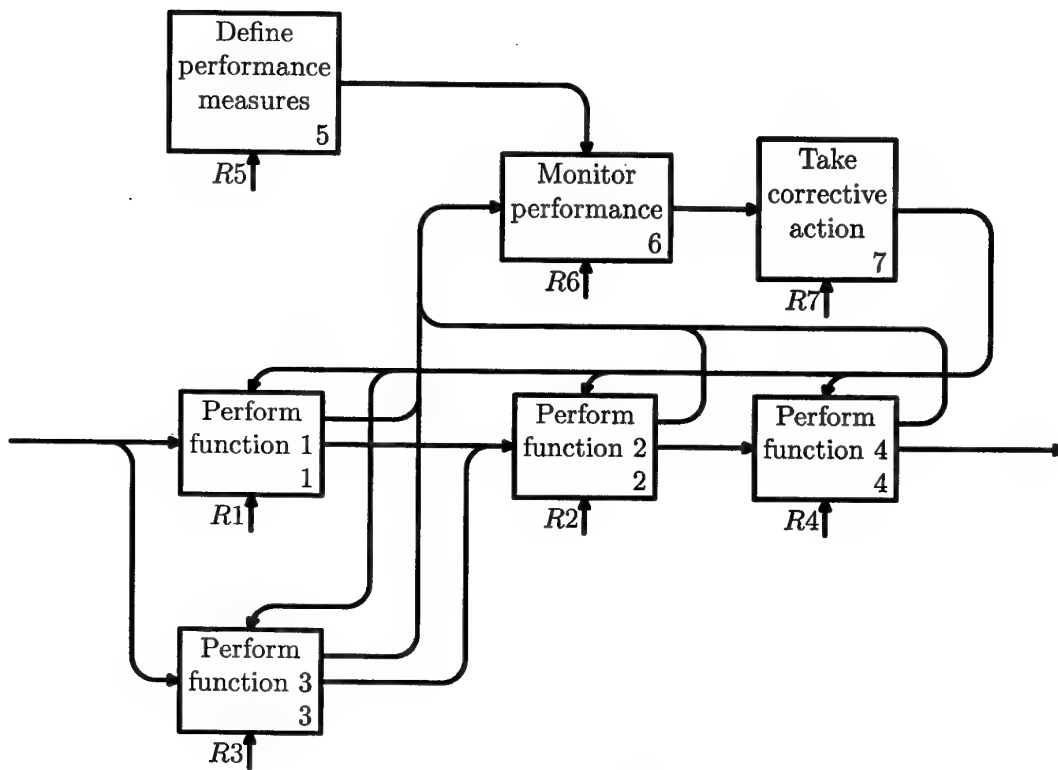 Define
performance
measures
5
R5
Monitor
performance
6
R6
Take
corrective
action
7
R7
Perform
function 1
1
R1
Perform
function 2
2
R2
Perform
function 4
4
R4
Perform
function 3
3
R3